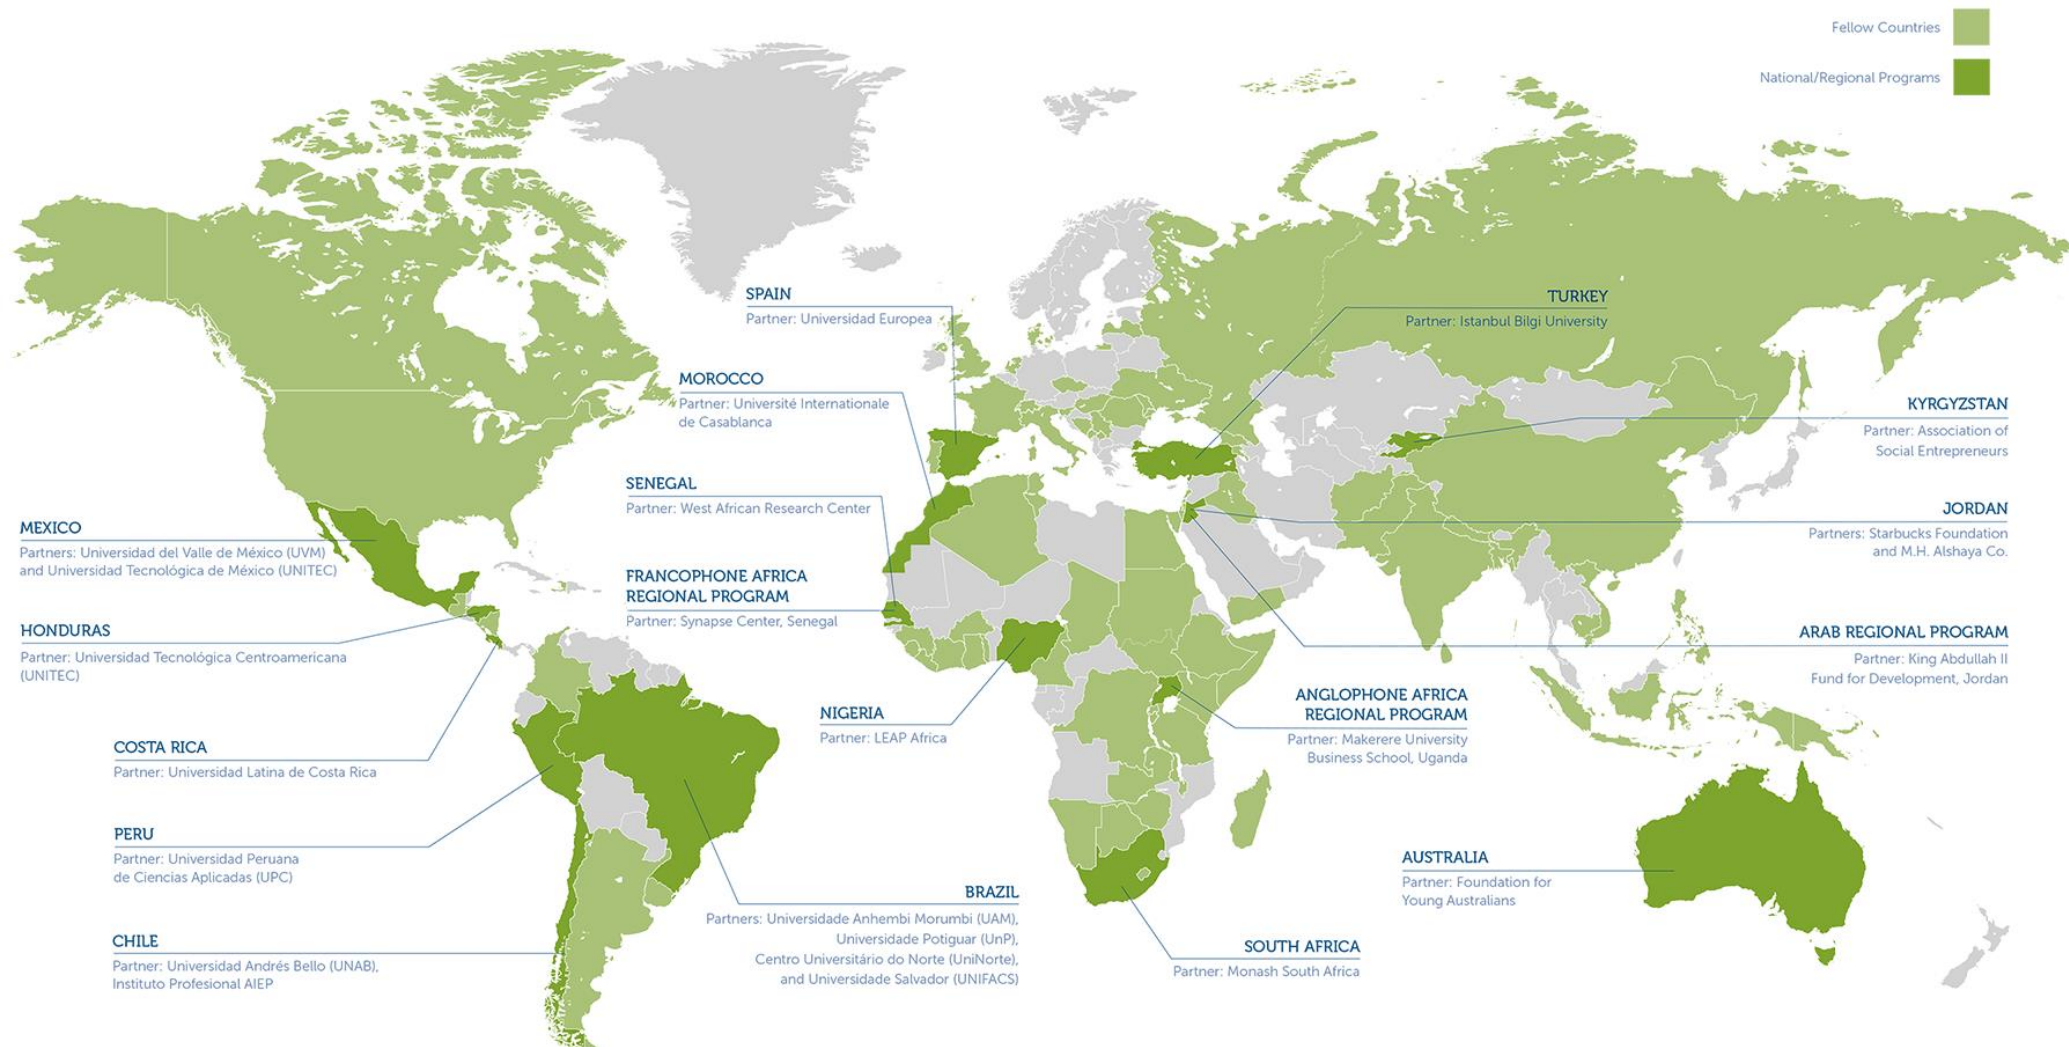 Fellow Countries
National/Regional Programs
SPAIN
Partner: Universidad Europea
TURKEY
Partner: Istanbul Bilgi University
MOROCCO
Partner: Université Internationale
de Casablanca
KYRGYZSTAN
Partner: Association of
Social Entrepreneurs
SENEGAL
Partner: West African Research Center
JORDAN
Partners: Starbucks Foundation
and M.H. Alshaya Co.
MEXICO
Partners: Universidad del Valle de México (UVM)
and Universidad Tecnológica de México (UNITEC)
FRANCOPHONE AFRICA
REGIONAL PROGRAM
Partner: Synapse Center, Senegal
HONDURAS
Partner: Universidad Tecnológica Centroamericana
(UNITEC)
ARAB REGIONAL PROGRAM
Partner: King Abdullah II
Fund for Development, Jordan
ANGLOPHONE AFRICA
REGIONAL PROGRAM
Partner: Makerere University
Business School, Uganda
NIGERIA
Partner: LEAP Africa
COSTA RICA
Partner: Universidad Latina de Costa Rica
PERU
Partner: Universidad Peruana
de Ciencias Aplicadas (UPC)
AUSTRALIA
Partner: Foundation for
Young Australians
BRAZIL
Partners: Universidade Anhembi Morumbi (UAM),
Universidade Potiguar (UnP),
Centro Universitário do Norte (UniNorte),
and Universidade Salvador (UNIFACS)
CHILE
Partner: Universidad Andrés Bello (UNAB),
Instituto Profesional AIEP
SOUTH AFRICA
Partner: Monash South Africa